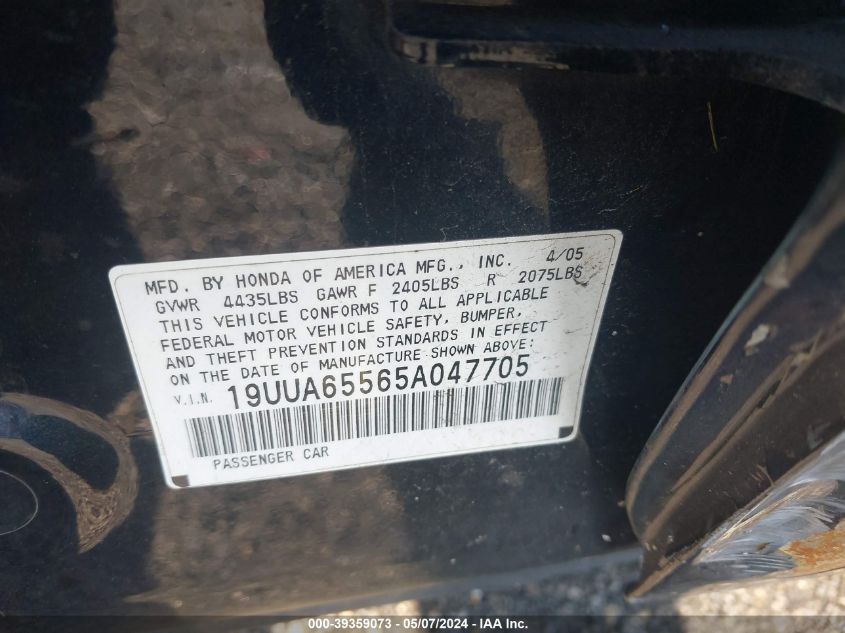 MFD. BY HONDA OF AMERICA MFG., INC. 4/05
GVWR 4435LBS GAWR F 2405LBS R 2075LBS
THIS VEHICLE CONFORMS TO ALL APPLICABLE
FEDERAL MOTOR VEHICLE SAFETY, BUMPER,
AND THEFT PREVENTION STANDARDS IN EFFECT
ON THE DATE OF MANUFACTURE SHOWN ABOVE:
V.I.N. 19UUA65565A047705
PASSENGER CAR
000-39359073 — 05/07/2024 — IAA Inc.